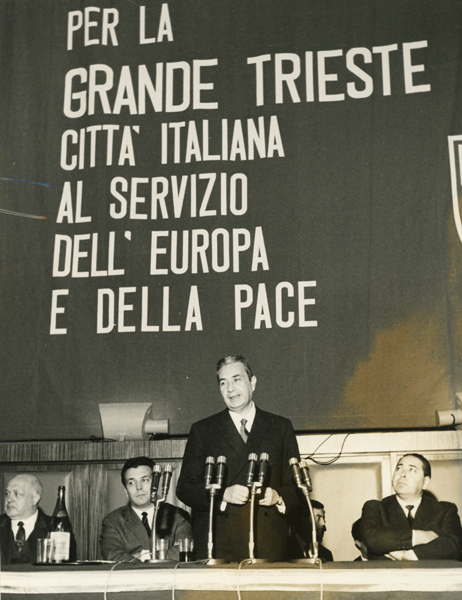 PER LA
GRANDE TRIESTE
CITTA' ITALIANA
AL SERVIZIO
DELL' EUROPA
E DELLA PACE